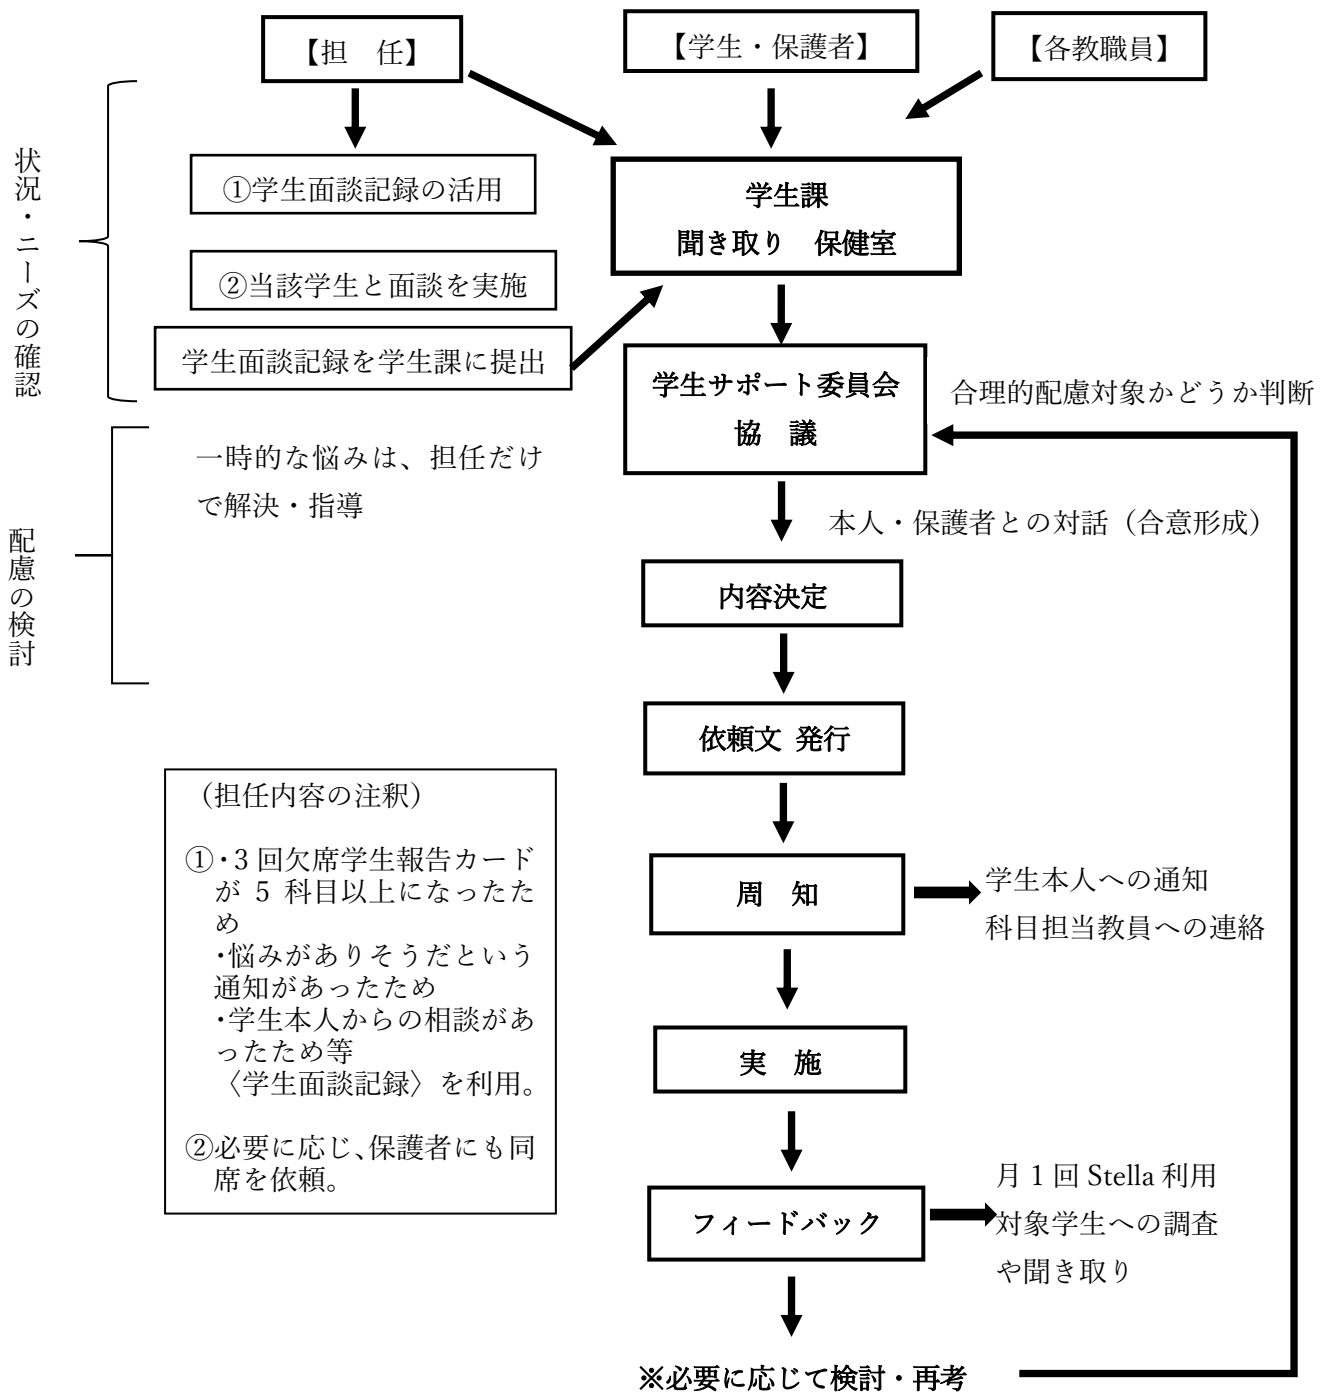 【担　任】
【学生・保護者】
【各教職員】
状況・ニーズの確認
①学生面談記録の活用
②当該学生と面談を実施
学生面談記録を学生課に提出
学生課
聞き取り　保健室
学生サポート委員会
協　議
合理的配慮対象かどうか判断
配慮の検討
一時的な悩みは、担任だけ
で解決・指導
本人・保護者との対話（合意形成）
内容決定
依頼文 発行
（担任内容の注釈）
①・3 回欠席学生報告カード
が 5 科目以上になったた
め
・悩みがありそうだという
通知があったため
・学生本人からの相談があ
ったため等
〈学生面談記録〉を利用。
②必要に応じ、保護者にも同
席を依頼。
周　知
学生本人への通知
科目担当教員への連絡
実　施
フィードバック
月 1 回 Stella 利用
対象学生への調査
や聞き取り
※必要に応じて検討・再考